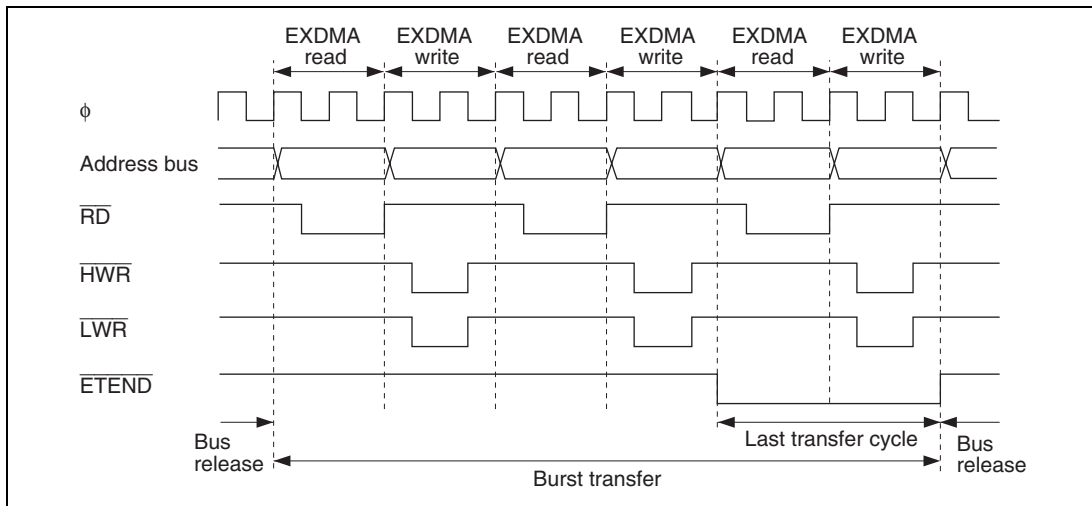 EXDMA EXDMA EXDMA EXDMA EXDMA EXDMA
read write read write read write
ϕ
Address bus
RD
HWR
LWR
ETEND
Bus release
Last transfer cycle
Bus release
Burst transfer